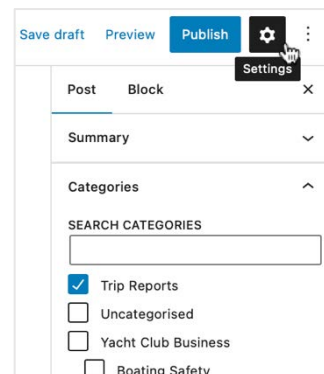 Save draft Preview Publish
Settings
Post Block
Summary
Categories
SEARCH CATEGORIES
Trip Reports
Uncategorised
Yacht Club Business
Boating Safety